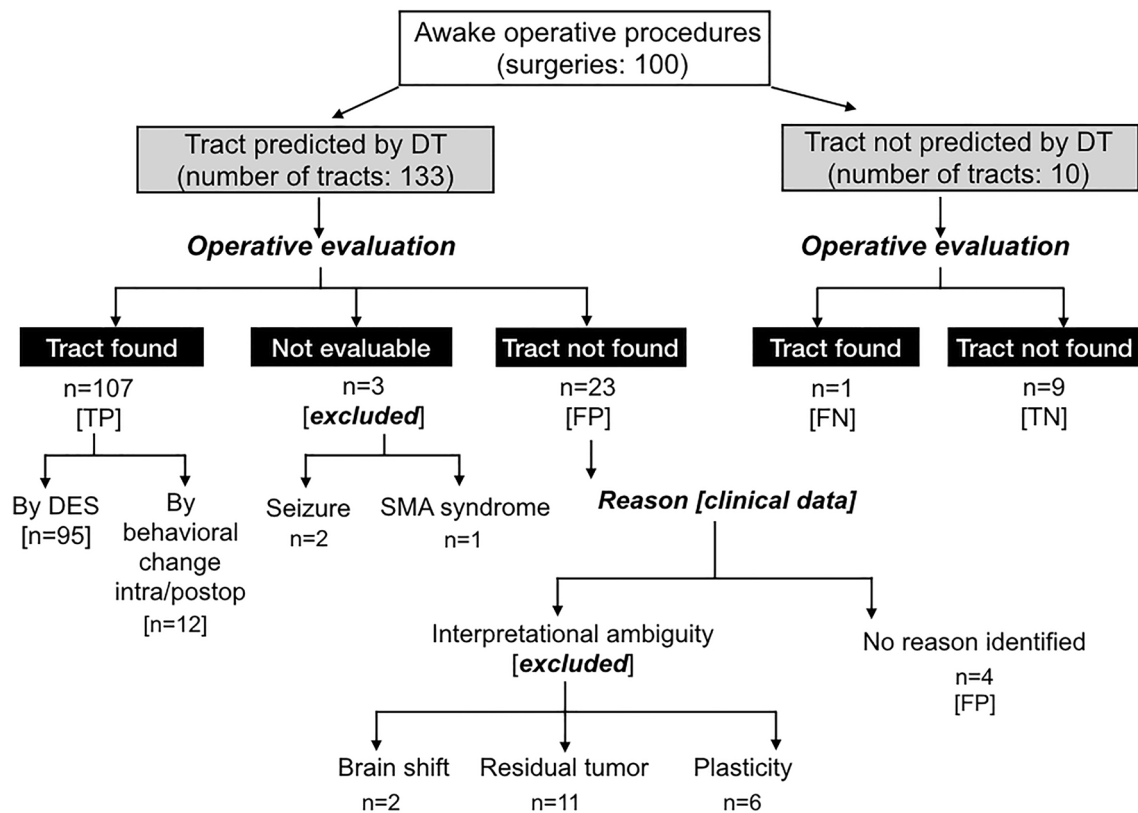 Awake operative procedures
(surgeries: 100)
Tract predicted by DT
(number of tracts: 133)
Tract not predicted by DT
(number of tracts: 10)
Operative evaluation
Operative evaluation
Tract found
Not evaluable
Tract not found
Tract found
Tract not found
n=107
[TP]
n=3
[excluded]
n=23
[FP]
n=1
[FN]
n=9
[TN]
By DES
[n=95]
By
behavioral
change
intra/postop
[n=12]
Seizure
n=2
SMA syndrome
n=1
Reason [clinical data]
Interpretational ambiguity
[excluded]
No reason identified
n=4
[FP]
Brain shift
n=2
Residual tumor
n=11
Plasticity
n=6